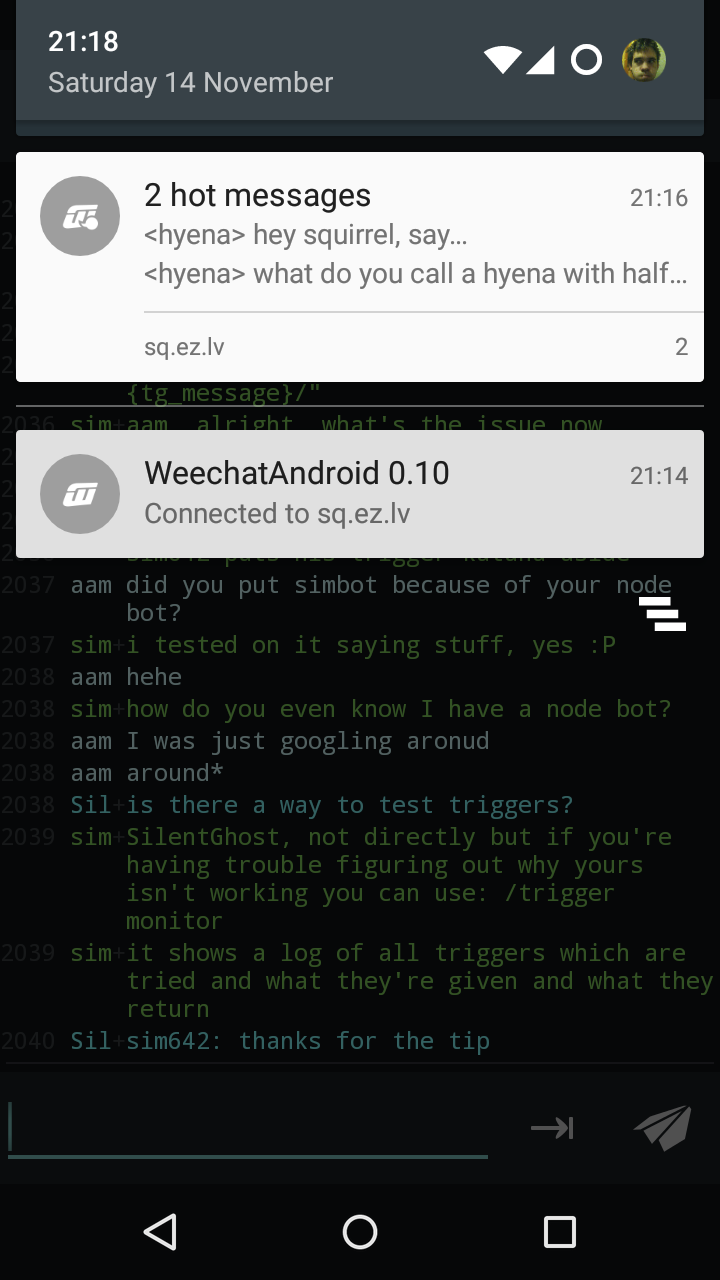 21:18
Saturday 14 November
2 hot messages 21:16
<hyena> hey squirrel, say…
<hyena> what do you call a hyena with half…
sq.ez.lv 2
{tg_message}/"
2036 sim+aam, alright, what's the issue now
WeechatAndroid 0.10 21:14
Connected to sq.ez.lv
sim642 puts his trigger katana aside
2037 aam did you put simbot because of your node
bot?
2037 sim+i tested on it saying stuff, yes :P
2038 aam hehe
2038 sim+how do you even know I have a node bot?
2038 aam I was just googling aronud
2038 aam around*
2038 Sil+is there a way to test triggers?
2039 sim+SilentGhost, not directly but if you're
having trouble figuring out why yours
isn't working you can use: /trigger
monitor
2039 sim+it shows a log of all triggers which are
tried and what they're given and what they
return
2040 Sil+sim642: thanks for the tip